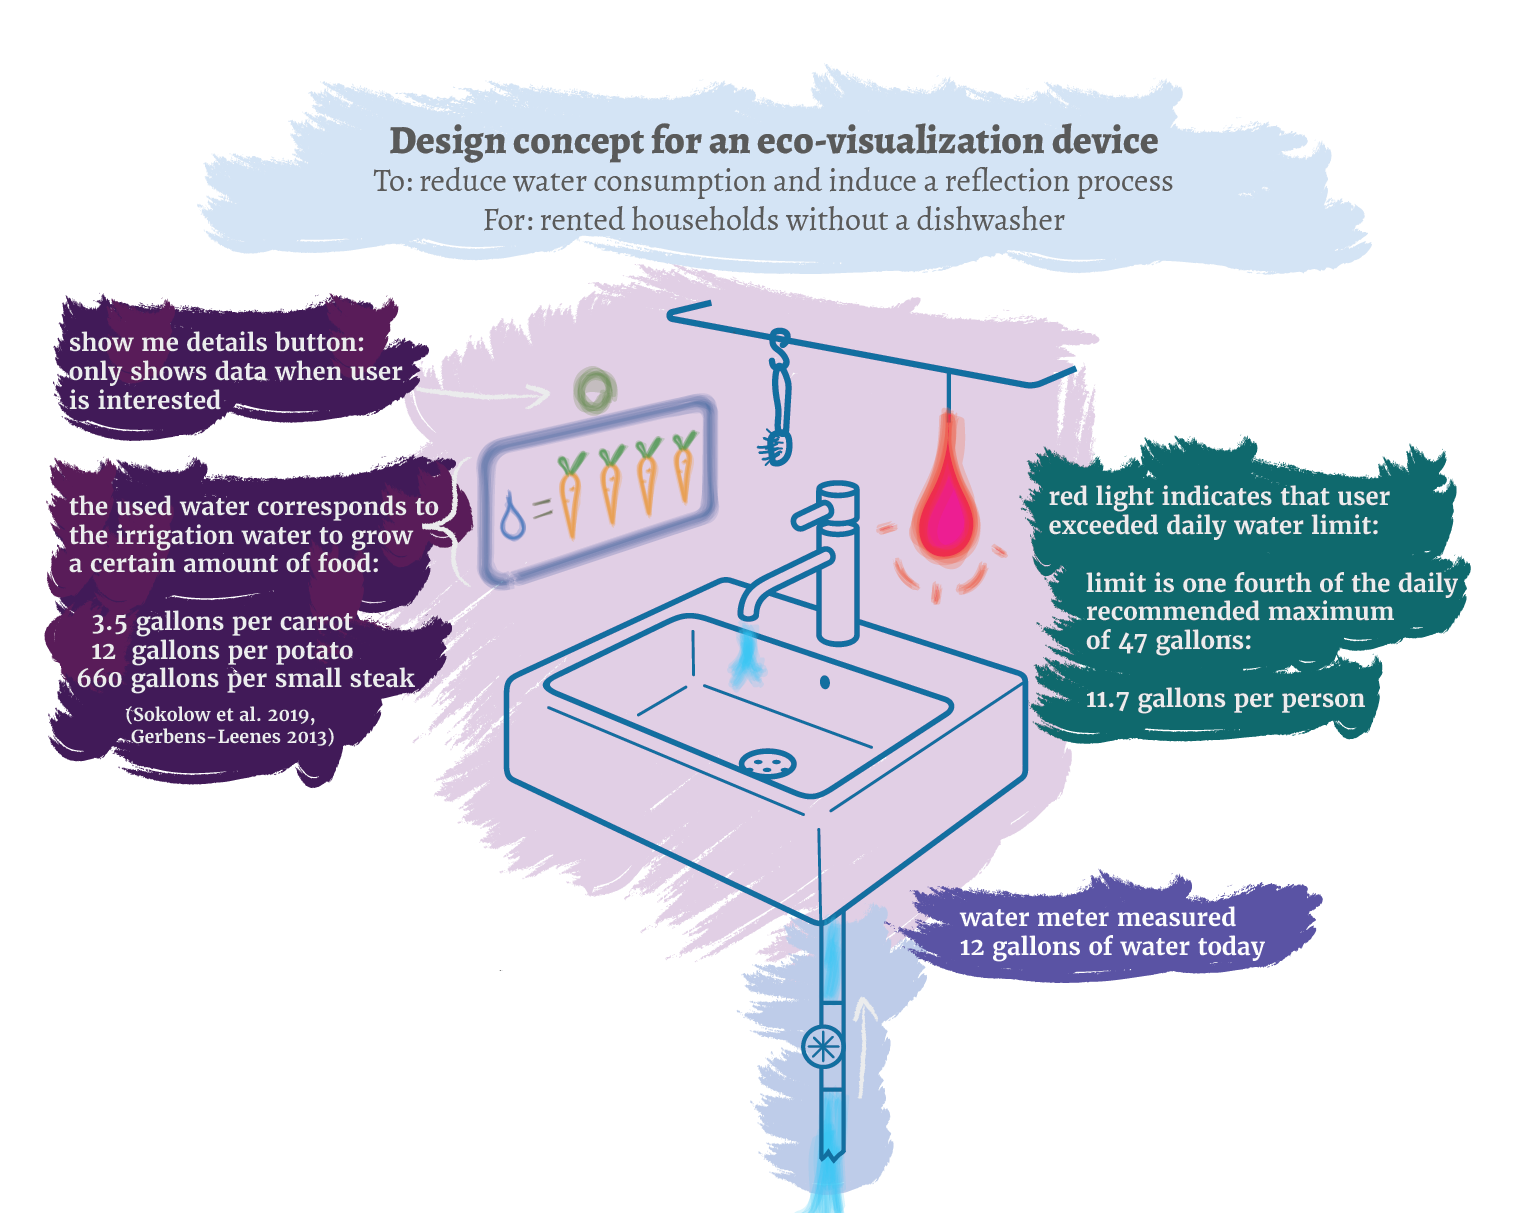 Design concept for an eco-visualization device
To: reduce water consumption and induce a reflection process
For: rented households without a dishwasher
show me details button:
only shows data when user
is interested
the used water corresponds to
the irrigation water to grow
a certain amount of food:
3.5 gallons per carrot
12 gallons per potato
660 gallons per small steak
(Sokolow et al. 2019,
Gerbens-Leenes 2013)
=
red light indicates that user
exceeded daily water limit:
limit is one fourth of the daily
recommended maximum
of 47 gallons:
11.7 gallons per person
water meter measured
12 gallons of water today